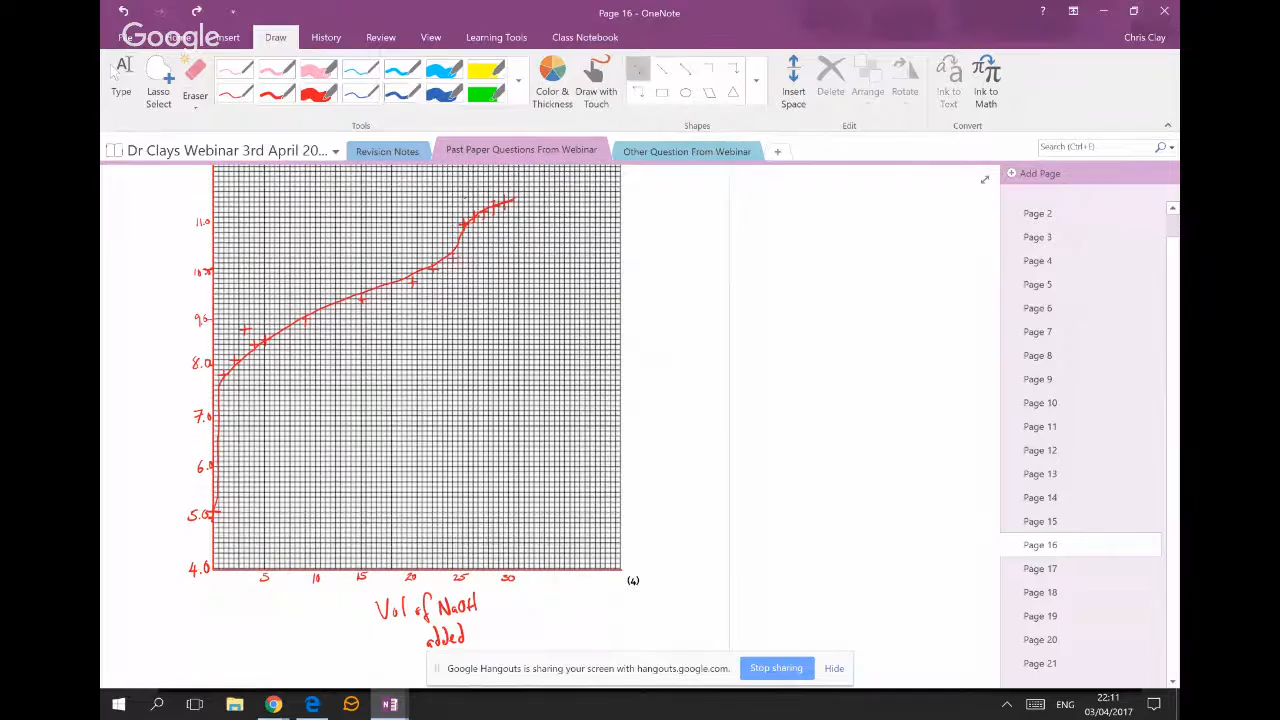 Page 16 - OneNote
Chris Clay
Google
Insert Draw History Review View Learning Tools Class Notebook
Type
Lasso Select
Eraser
Color & Thickness
Draw with Touch
Insert Space
Delete
Arrange
Rotate
Ink to Text
Ink to Math
Tools
Shapes
Edit
Convert
Dr Clays Webinar 3rd April 20...
Revision Notes
Past Paper Questions From Webinar
Other Question From Webinar
Search (Ctrl+E)
Add Page
Page 2
Page 3
Page 4
Page 5
Page 6
Page 7
Page 8
Page 9
Page 10
Page 11
Page 12
Page 13
Page 14
Page 15
Page 16
Page 17
Page 18
Page 19
Page 20
Page 21
11.0
8.0
7.0
6.0
5.0
4.0
5 10 15 20 25 30
(4)
Vol of NaOH
added
Google Hangouts is sharing your screen with hangouts.google.com.
Stop sharing
Hide
ENG
22:11
03/04/2017